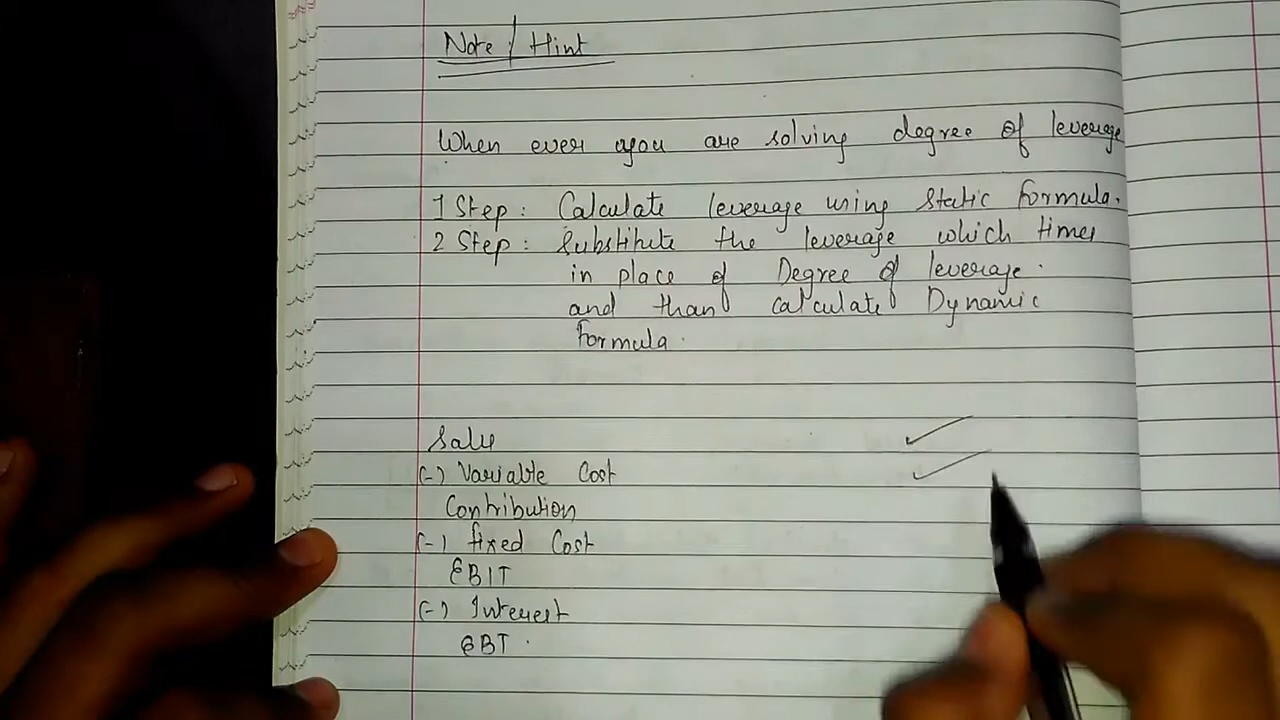 Note / Hint
When ever you are solving degree of leverage
1 Step: Calculate leverage using Static formula.
2 Step: Substitute the leverage which times
in place of Degree of leverage.
and than calculate Dynamic
formula.
Sales
(-) Variable Cost
Contribution
(-) fixed Cost
EBIT
(-) Interest
EBT.